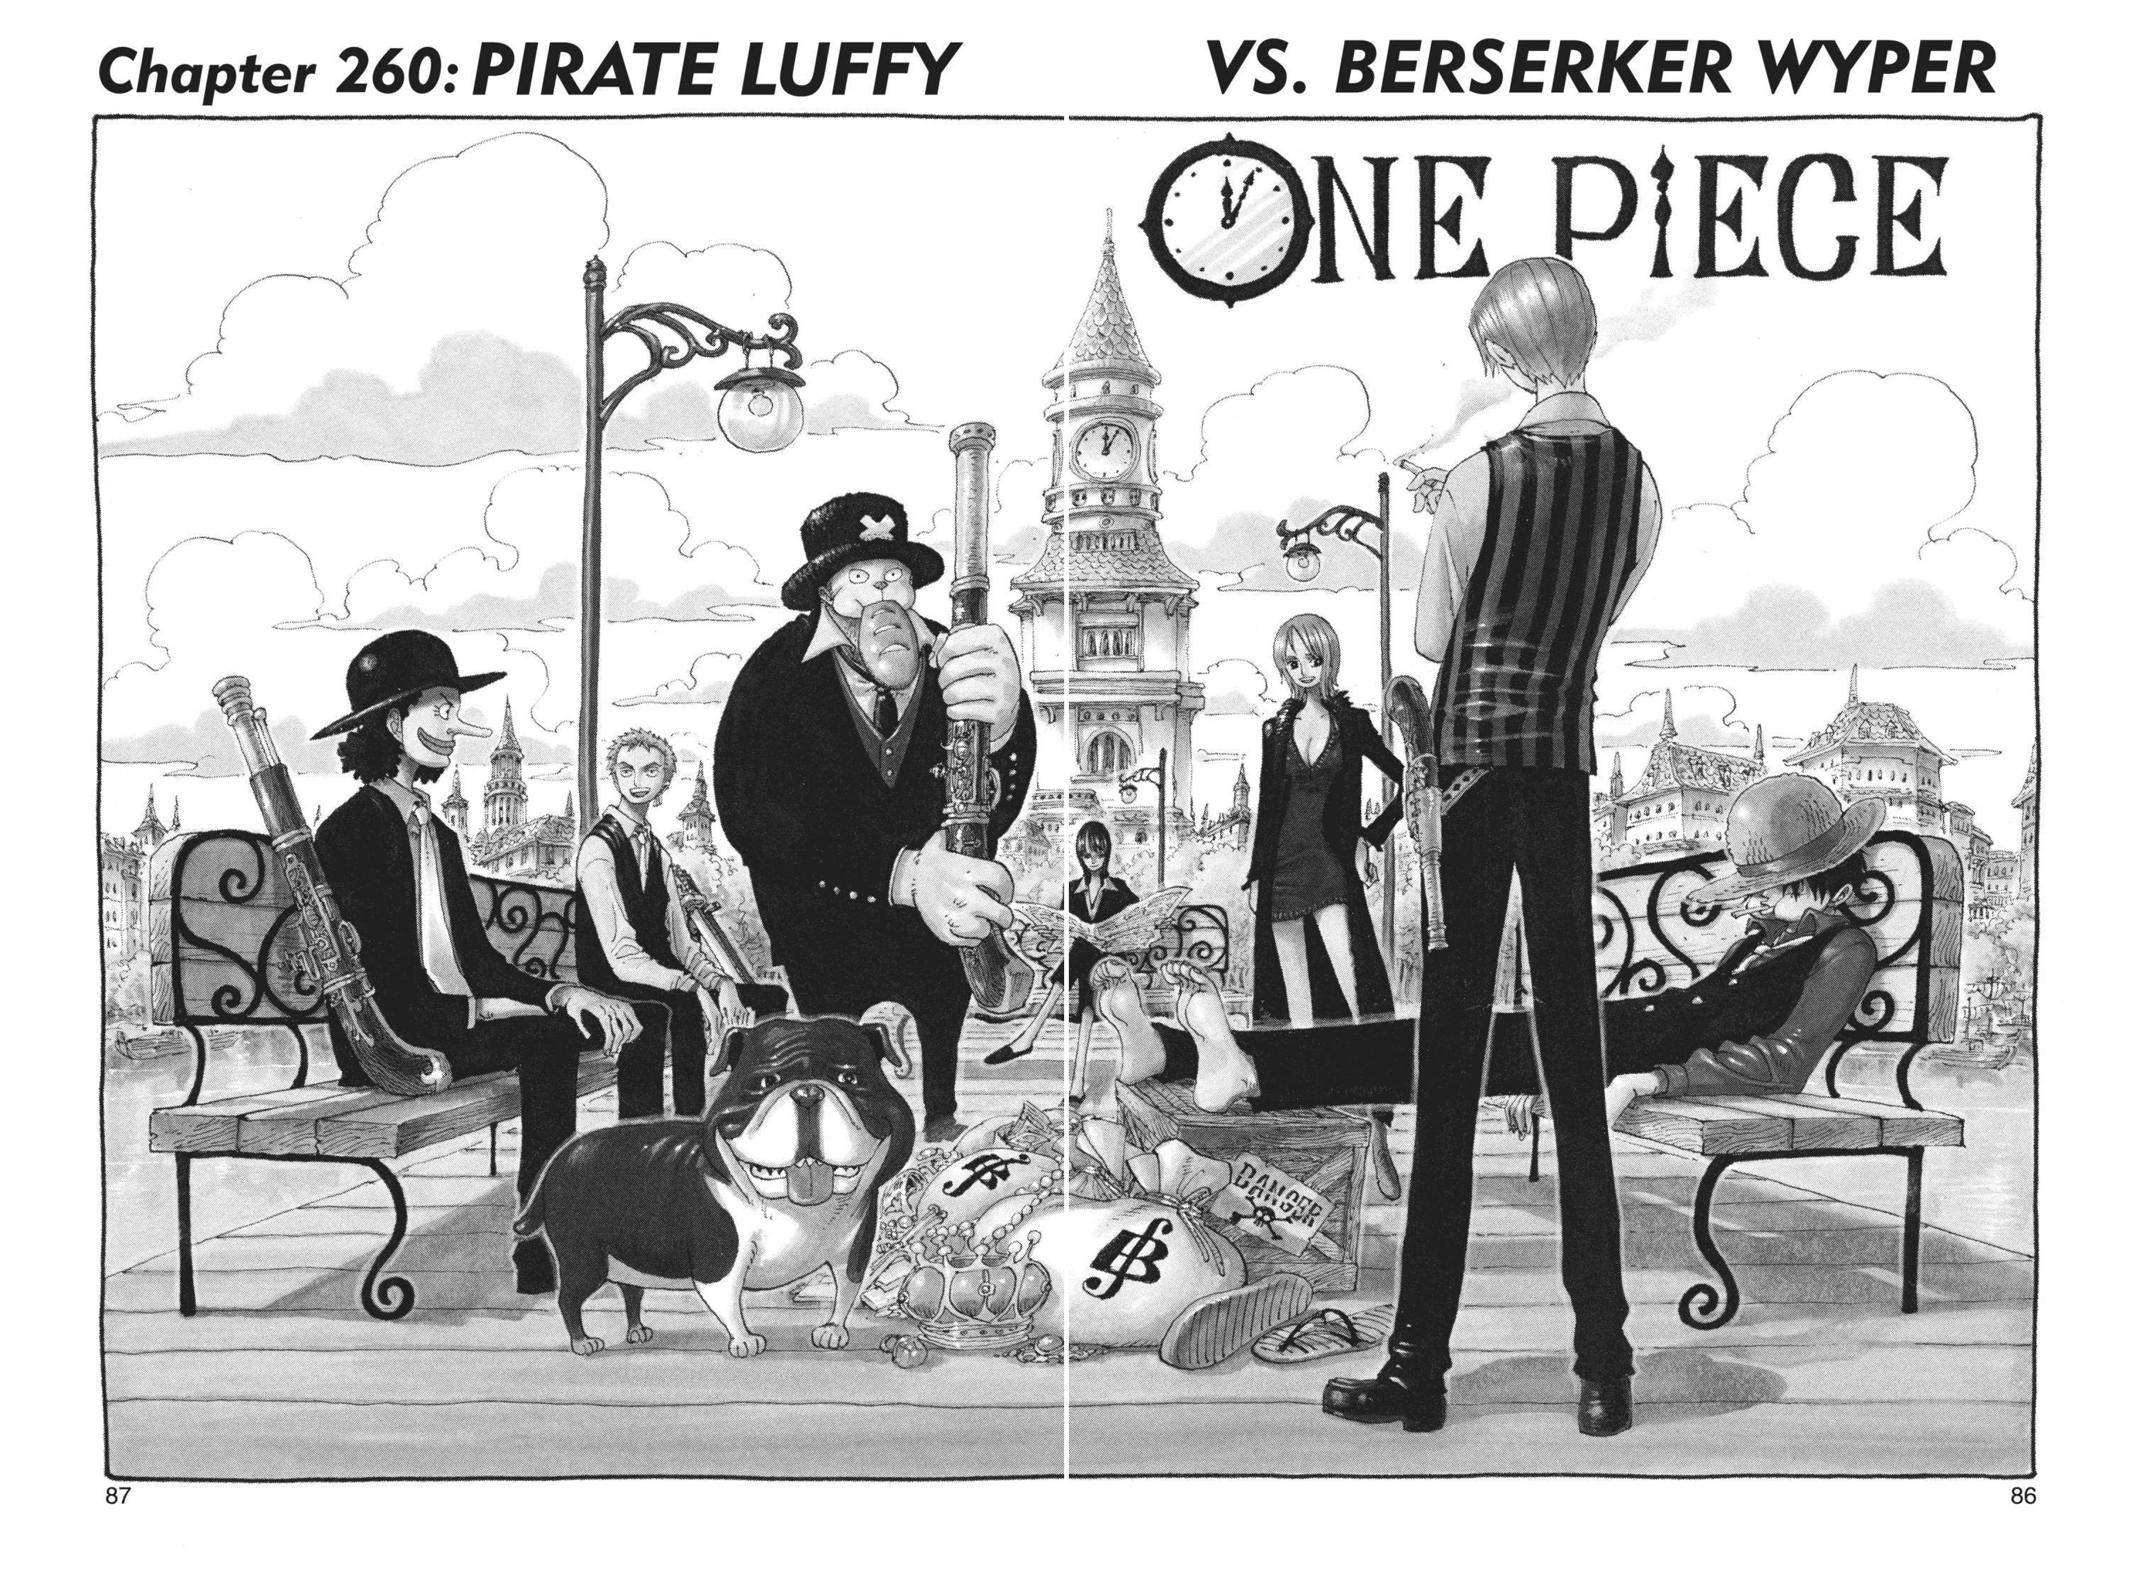 Chapter 260: PIRATE LUFFY VS. BERSERKER WYPER
ONE PIECE
DANGER
87
86